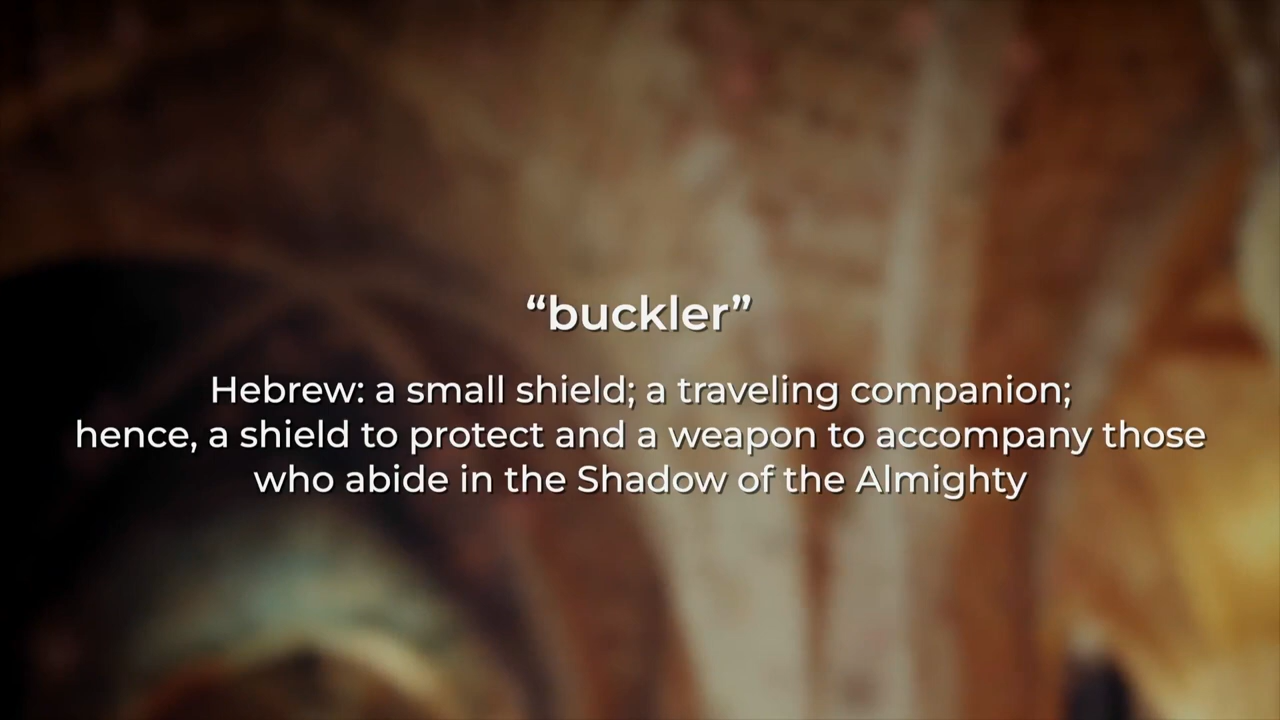 “buckler”
Hebrew: a small shield; a traveling companion;
hence, a shield to protect and a weapon to accompany those
who abide in the Shadow of the Almighty